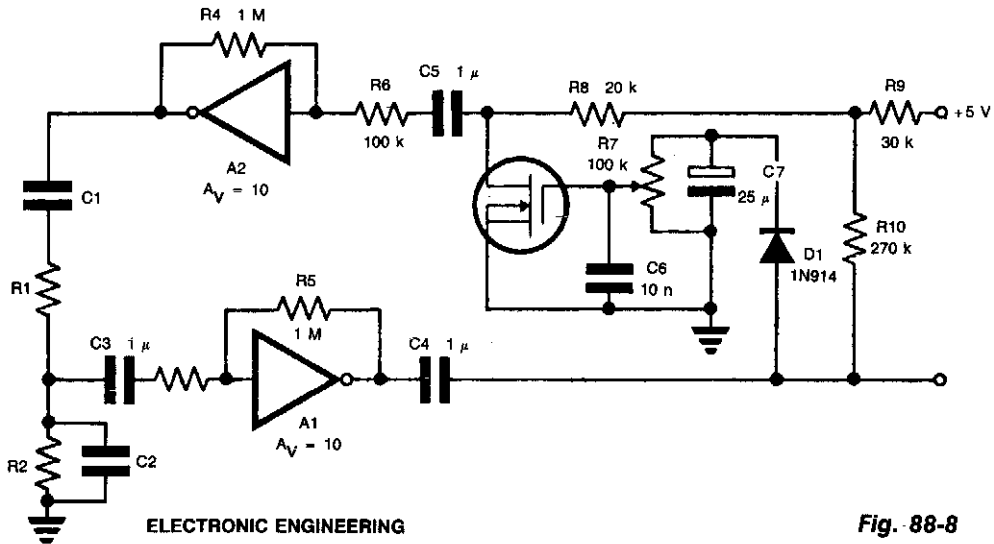 R4 1 M
C5 1 μ
R6
100 k
R8 20 k
R9
30 k
+5 V
A2
A_V = 10
R7
100 k
C7
25 μ
C1
R10
270 k
D1
1N914
C6
10 n
R1
R5
1 M
C3 1 μ
C4 1 μ
A1
A_V = 10
R2
C2
ELECTRONIC ENGINEERING
Fig. 88-8